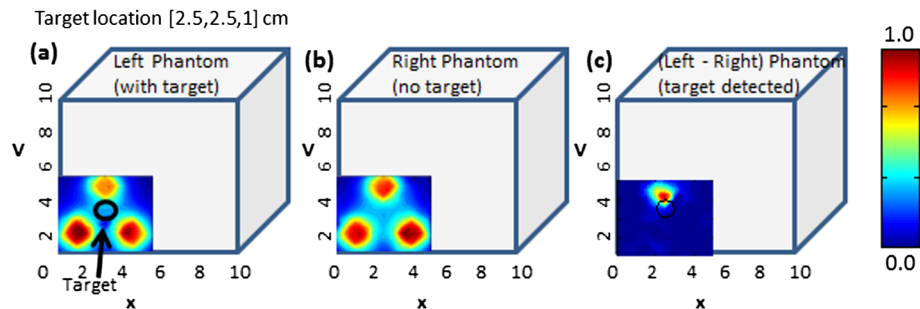 Target location [2.5,2.5,1] cm
(a)
Left Phantom
(with target)
(b)
Right Phantom
(no target)
(c)
(Left - Right) Phantom
(target detected)
1.0
0.0
10
8
6
4
2
V
0 2 4 6 8 10
Target
x
10
8
6
4
2
V
0 2 4 6 8 10
x
10
8
6
4
2
V
0 2 4 6 8 10
x